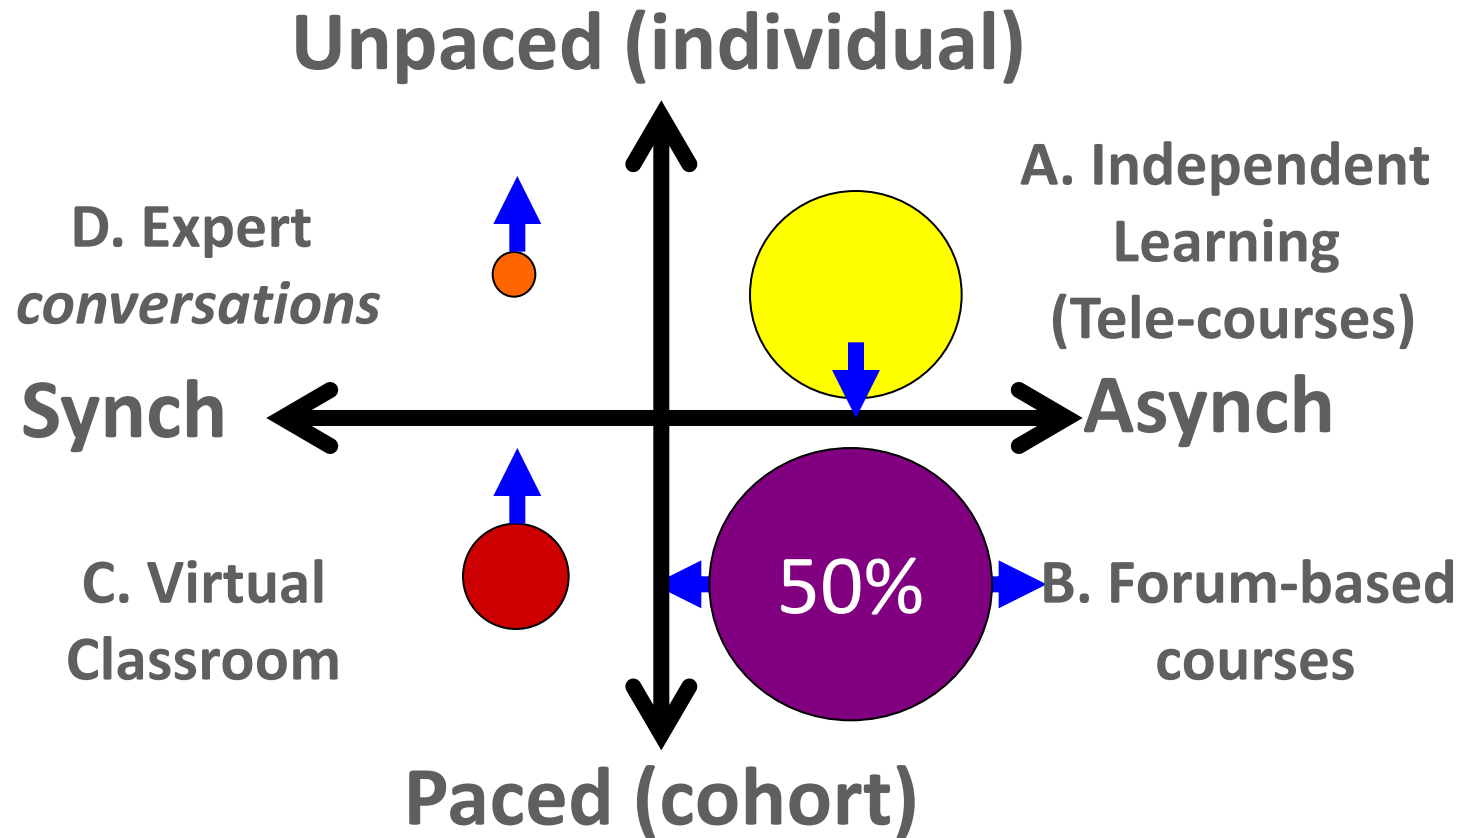 Unpaced (individual)
A. Independent
Learning
(Tele-courses)
D. Expert
conversations
Synch
Asynch
C. Virtual
Classroom
50%
B. Forum-based
courses
Paced (cohort)